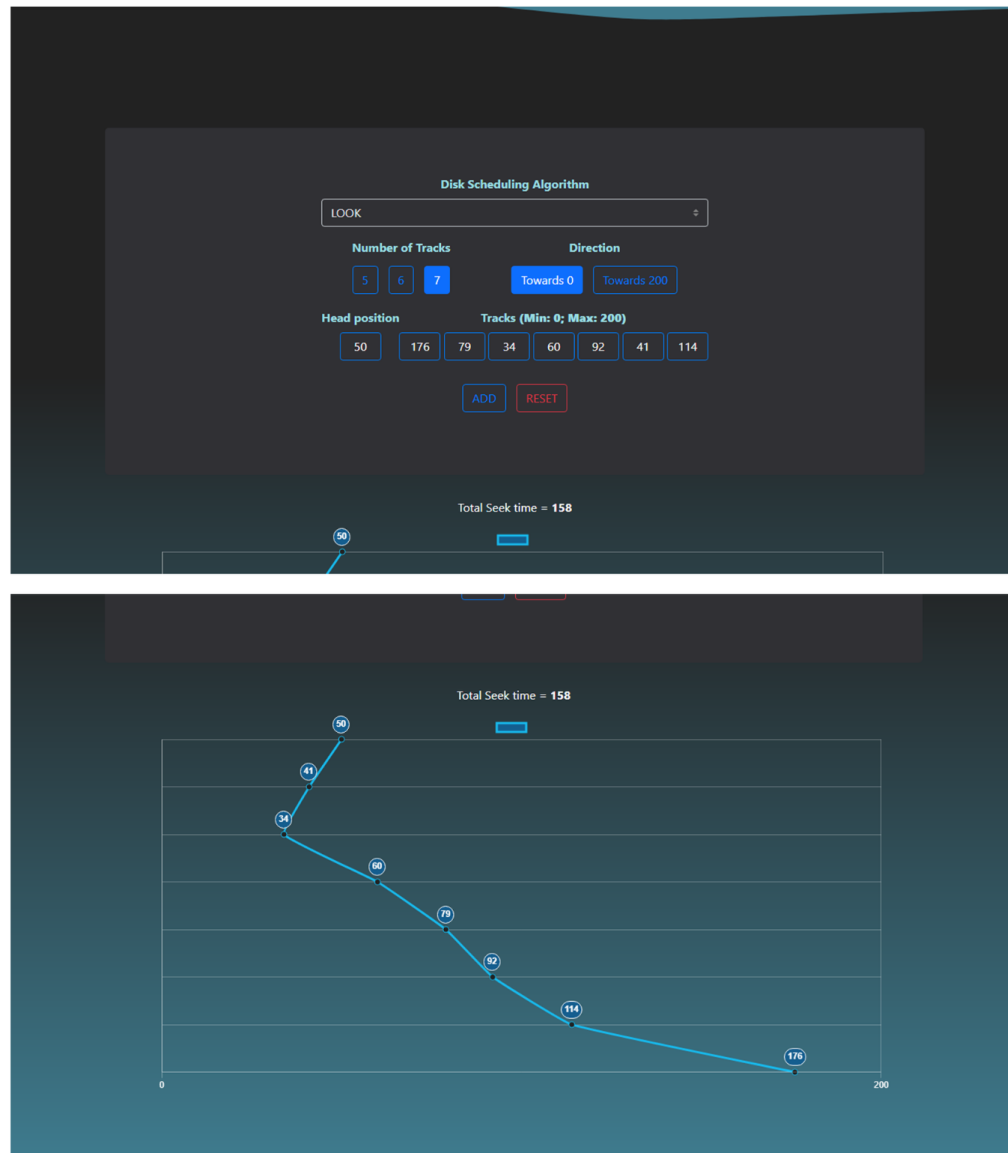 Disk Scheduling Algorithm
LOOK
Number of Tracks Direction
5 6 7 Towards 0 Towards 200
Head position Tracks (Min: 0; Max: 200)
50 176 79 34 60 92 41 114
ADD RESET
Total Seek time = 158
50
Total Seek time = 158
50
41
34
60
79
92
114
176
0 200